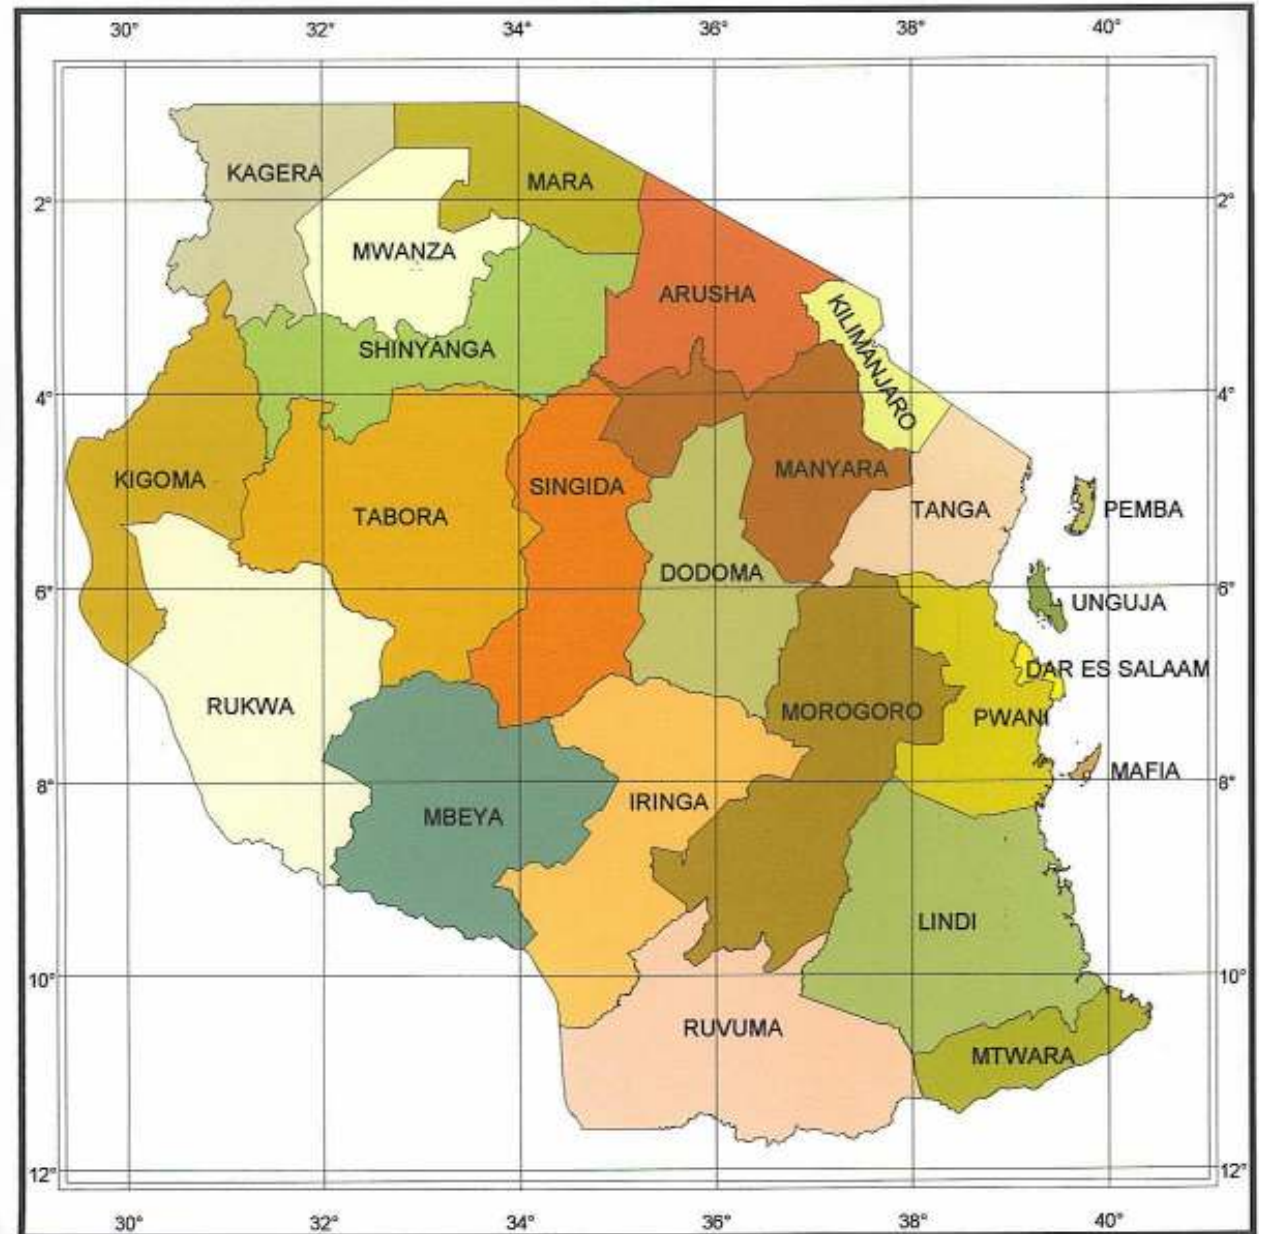 30° 32° 34° 36° 38° 40°
KAGERA
MARA
2° 2°
MWANZA
ARUSHA
KILIMANJARO
SHINYANGA
4° 4°
KIGOMA
SINGIDA
MANYARA
TABORA
TANGA
PEMBA
DODOMA
6° 6°
UNGUJA
DAR ES SALAAM
RUKWA
MOROGORO
PWANI
MAFIA
8° 8°
IRINGA
MBEYA
LINDI
10° 10°
RUVUMA
MTWARA
12° 12°
30° 32° 34° 36° 38° 40°